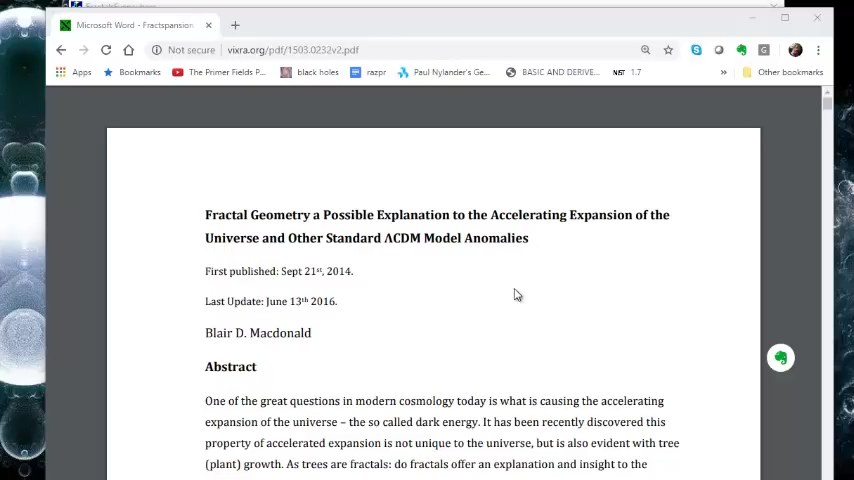 Microsoft Word - Fractspansion
Not secure vixra.org/pdf/1503.0232v2.pdf
Apps Bookmarks The Primer Fields P... black holes razpr Paul Nylander's Ge... BASIC AND DERIVE... NIST 1.7 » Other bookmarks
Fractal Geometry a Possible Explanation to the Accelerating Expansion of the
Universe and Other Standard ΛCDM Model Anomalies
First published: Sept 21st, 2014.
Last Update: June 13th 2016.
Blair D. Macdonald
Abstract
One of the great questions in modern cosmology today is what is causing the accelerating
expansion of the universe – the so called dark energy. It has been recently discovered this
property of accelerated expansion is not unique to the universe, but is also evident with tree
(plant) growth. As trees are fractals: do fractals offer an explanation and insight to the